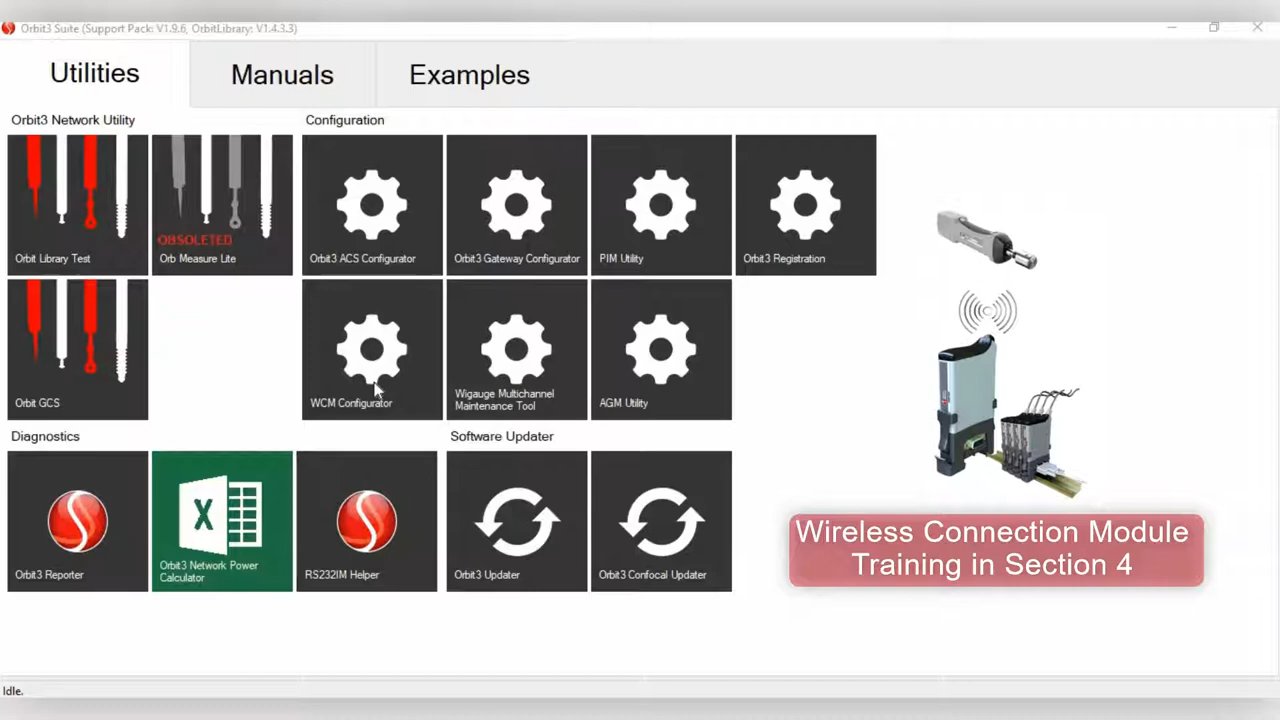 Orbit3 Suite (Support Pack: V1.9.6, OrbitLibrary: V1.4.3.3)
Utilities
Manuals
Examples
Orbit3 Network Utility
Configuration
Orbit Library Test
OBSOLETED
Orb Measure Lite
Orbit3 ACS Configurator
Orbit3 Gateway Configurator
PIM Utility
Orbit3 Registration
Orbit GCS
WCM Configurator
Wigauge Multichannel
Maintenance Tool
AGM Utility
Diagnostics
Software Updater
Orbit3 Reporter
X
Orbit3 Network Power
Calculator
RS232IM Helper
Orbit3 Updater
Orbit3 Confocal Updater
Wireless Connection Module
Training in Section 4
Idle.